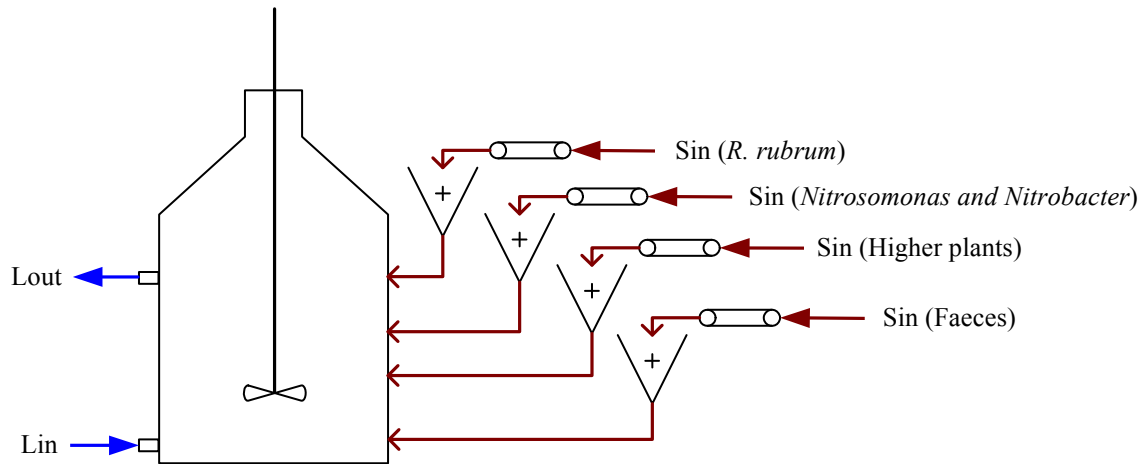 Sin (R. rubrum)
+
Sin (Nitrosomonas and Nitrobacter)
+
Sin (Higher plants)
Lout
+
Sin (Faeces)
+
Lin